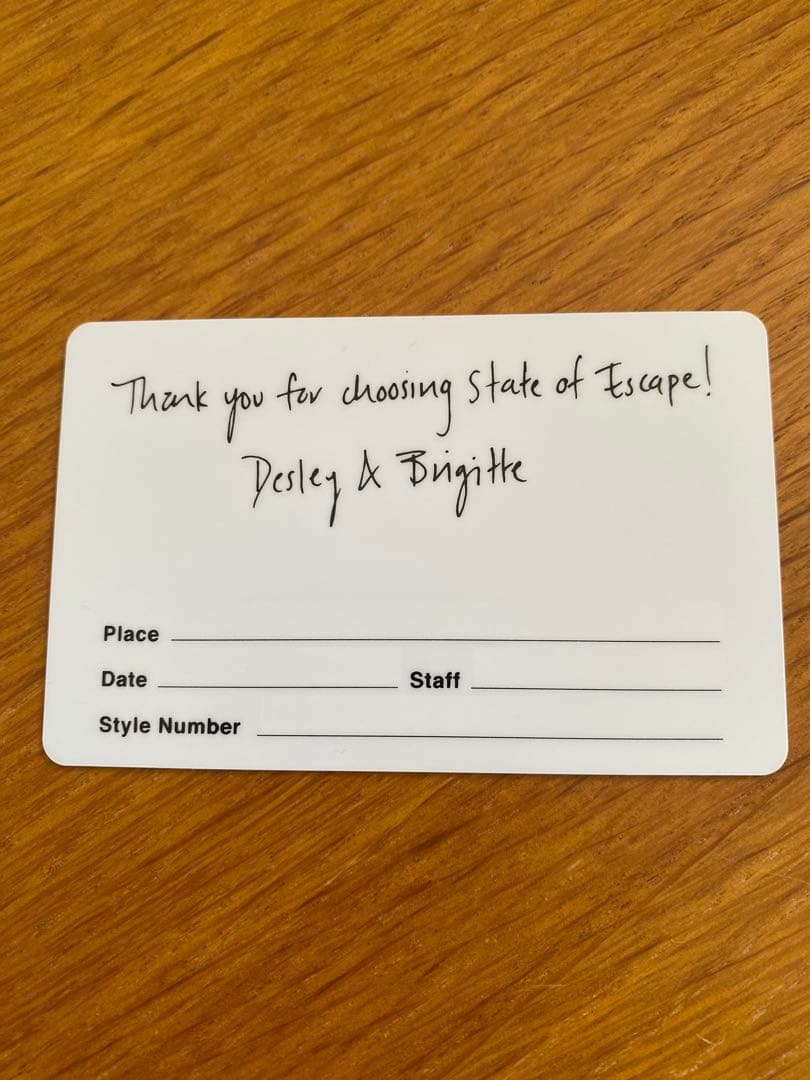 Thank you for choosing State of Escape!
Desley & Brigitte
Place
Date Staff
Style Number